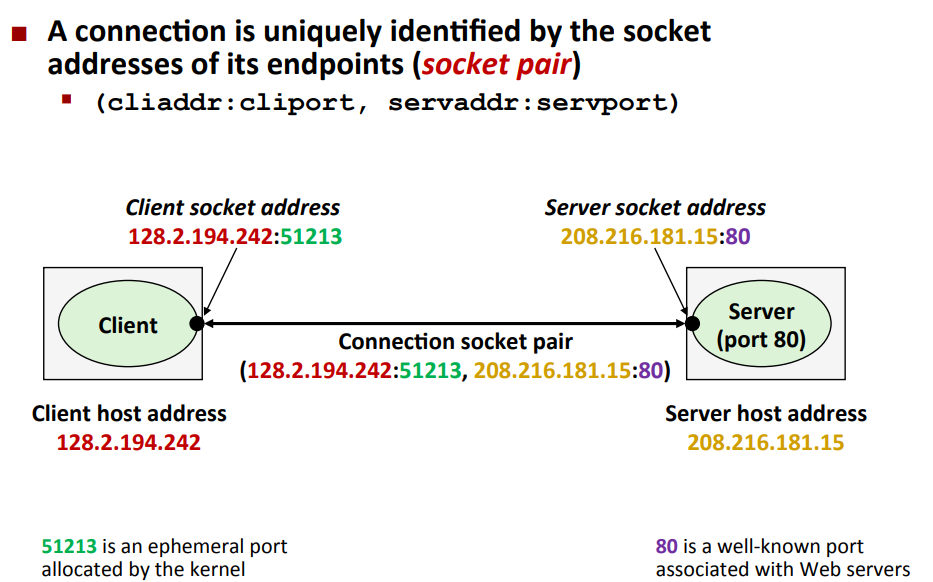 A connection is uniquely identified by the socket
addresses of its endpoints (socket pair)
(cliaddr:cliport, servaddr:servport)
Client socket address
128.2.194.242:51213
Server socket address
208.216.181.15:80
Client
Server
(port 80)
Connection socket pair
(128.2.194.242:51213, 208.216.181.15:80)
Client host address
128.2.194.242
Server host address
208.216.181.15
51213 is an ephemeral port
allocated by the kernel
80 is a well-known port
associated with Web servers